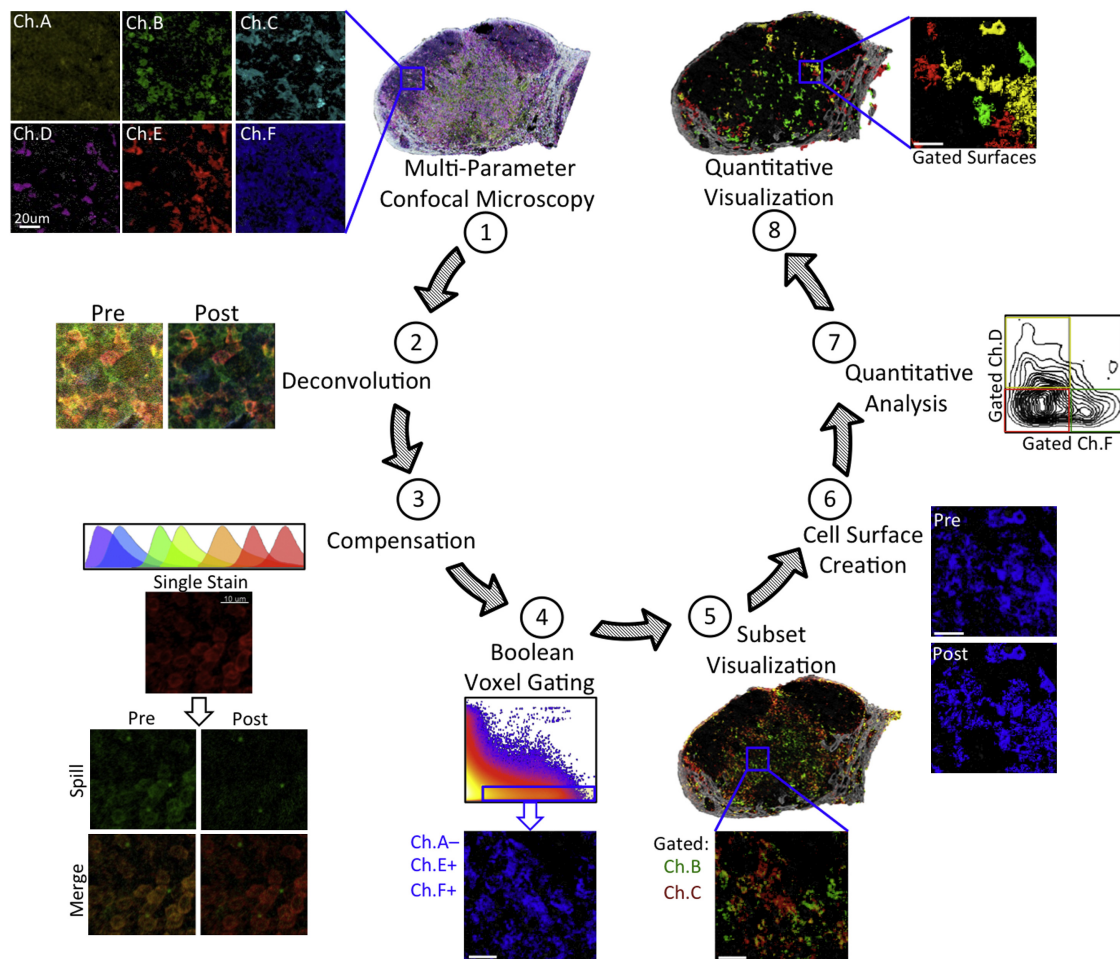 Ch.A
Ch.B
Ch.C
Ch.D
Ch.E
Ch.F
20um
Multi-Parameter
Confocal Microscopy
1
Pre
Post
2
Deconvolution
3
Compensation
Single Stain
10 um
Pre
Post
Spill
Merge
4
Boolean
Voxel Gating
Ch.A–
Ch.E+
Ch.F+
5
Subset
Visualization
Gated:
Ch.B
Ch.C
6
Cell Surface
Creation
Pre
Post
7
Quantitative
Analysis
Gated Ch.D
Gated Ch.F
Quantitative
Visualization
8
Gated Surfaces